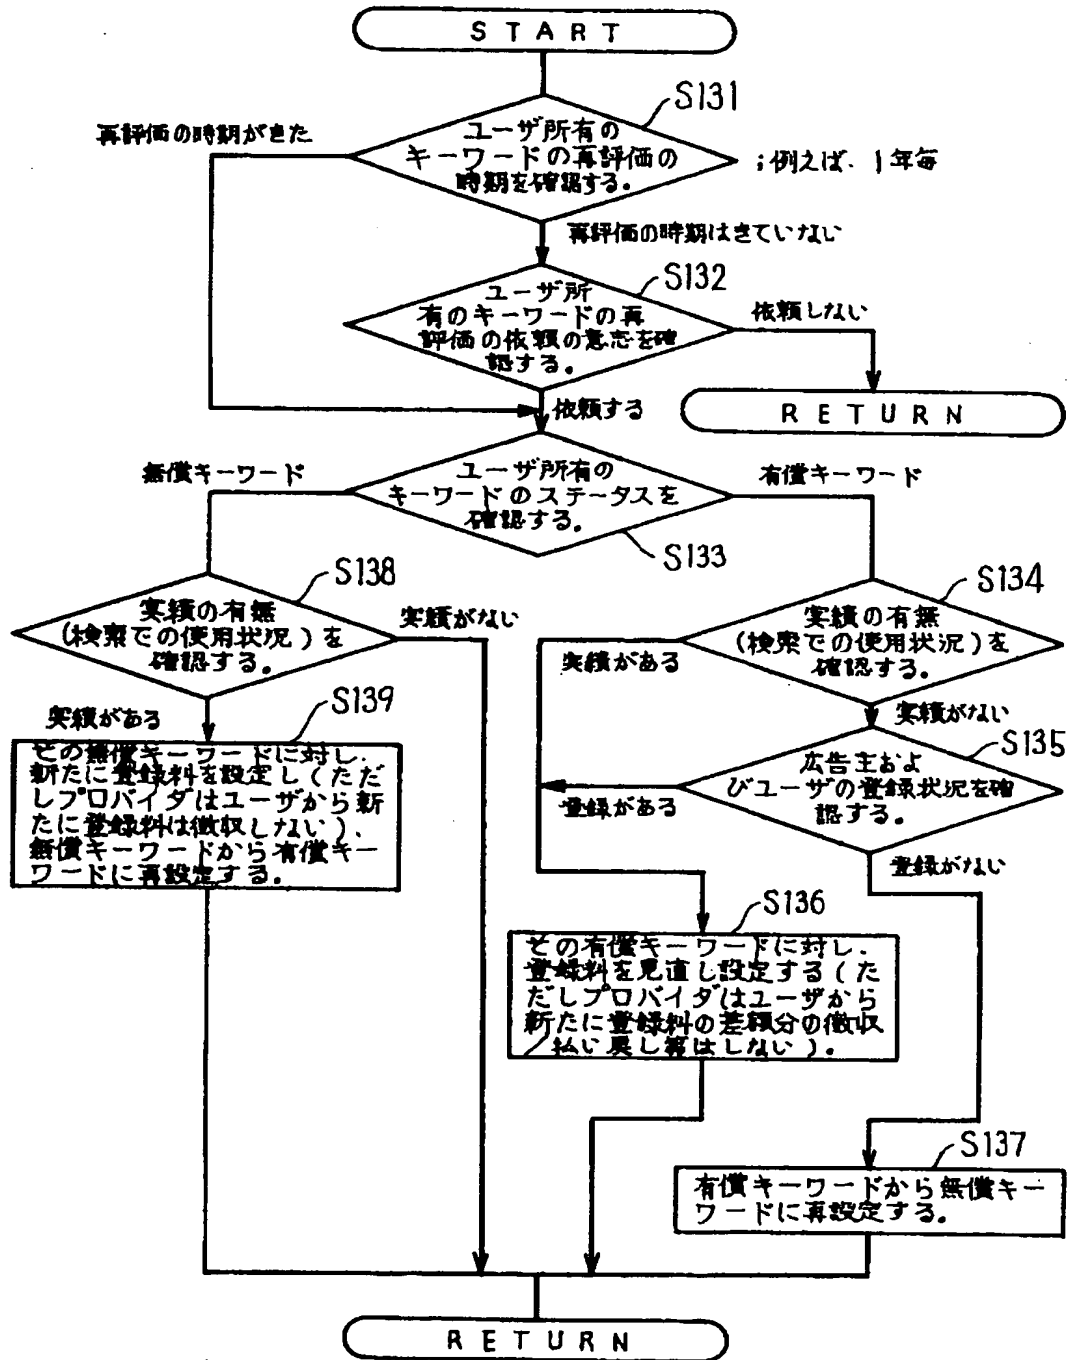 START
S131
再評価の時期がきた
ユーザ所有の
キーワードの再評価の
時期を確認する.
;例えば、1年毎
再評価の時期はきていない
S132
ユーザ所
有のキーワードの再
評価の依頼の意志を確
認する.
依頼しない
RETURN
依頼する
無償キーワード
ユーザ所有の
キーワードのステータスを
確認する.
有償キーワード
S133
S138
実績の有無
(検索での使用状況)を
確認する.
実績がない
S134
実績の有無
(検索での使用状況)を
確認する.
実績がある
実績がない
実績がある
S139
その無償キーワードに対し、
新たに登録料を設定し(ただ
しプロバイダはユーザから新
たに登録料は徴収しない)、
無償キーワードから有償キー
ワードに再設定する.
S135
広告主およ
びユーザの登録状況を確
認する.
登録がある
登録がない
S136
その有償キーワードに対し、
登録料を見直し設定する(た
だしプロバイダはユーザから
新たに登録料の差額分の徴収
/払い戻し等はしない).
S137
有償キーワードから無償キー
ワードに再設定する.
RETURN